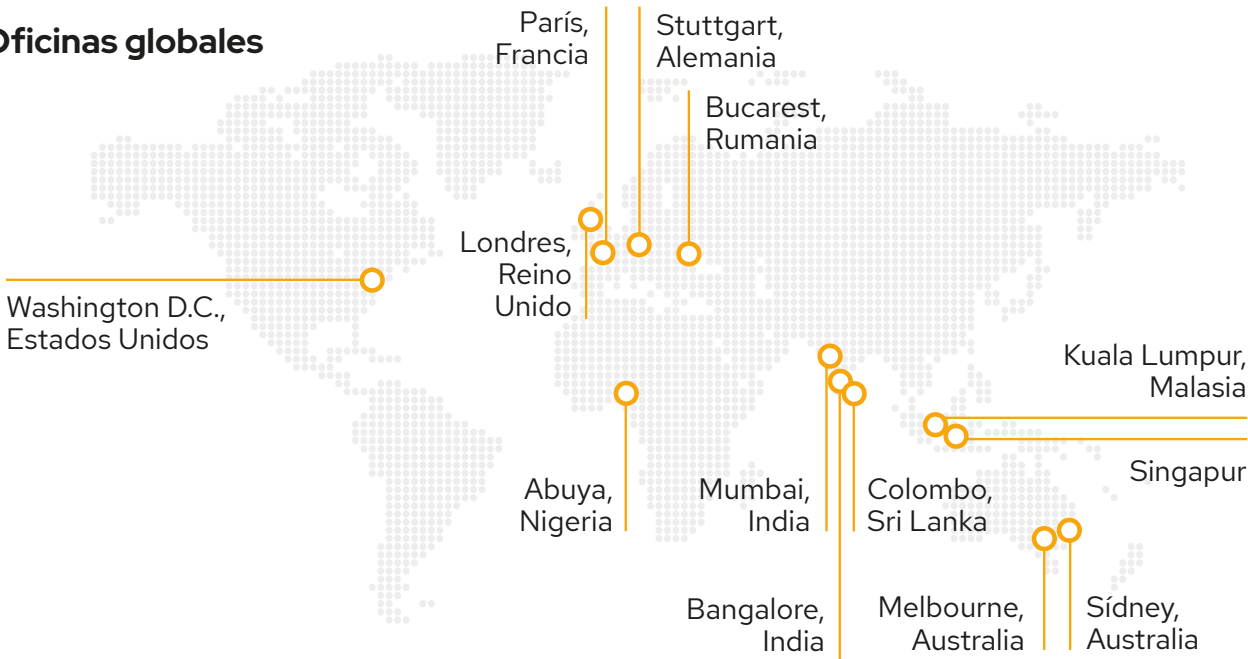 Oficinas globales
París,
Francia
Stuttgart,
Alemania
Bucarest,
Rumania
Londres,
Reino
Unido
Washington D.C.,
Estados Unidos
Kuala Lumpur,
Malasia
Singapur
Abuya,
Nigeria
Mumbai,
India
Colombo,
Sri Lanka
Bangalore,
India
Melbourne,
Australia
Sídney,
Australia